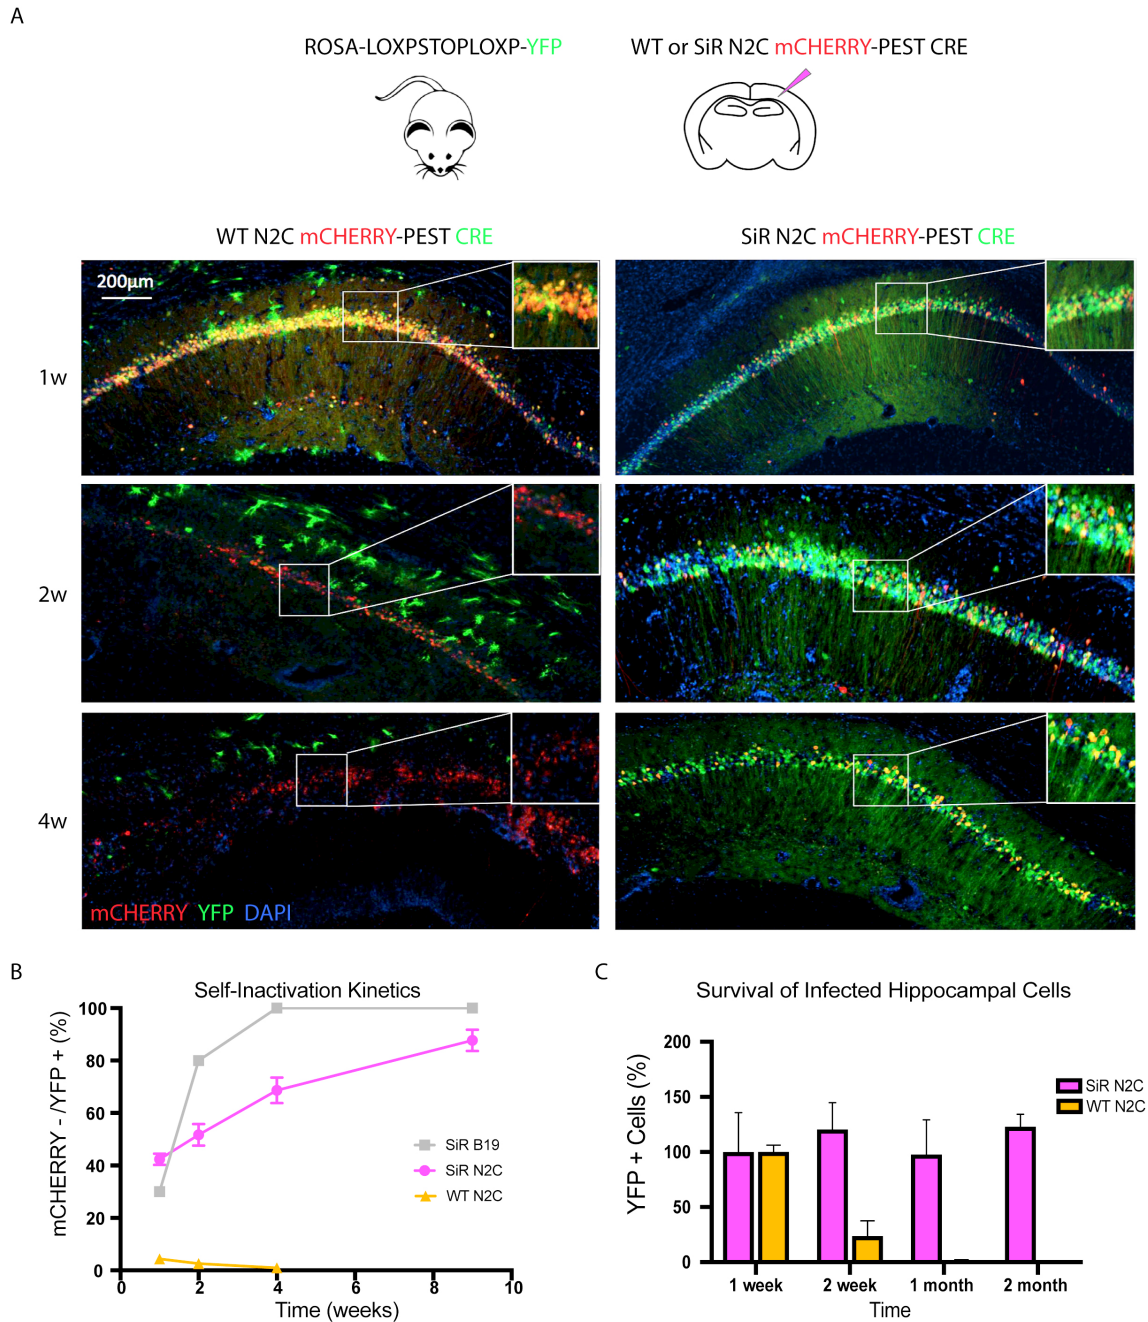 A
ROSA-LOXPSTOPLOXP-YFP
WT or SiR N2C mCHERRY-PEST CRE
WT N2C mCHERRY-PEST CRE
SiR N2C mCHERRY-PEST CRE
200µm
1w
2w
4w
mCHERRY YFP DAPI
B
Self-Inactivation Kinetics
mCHERRY - /YFP + (%)
100
80
60
40
20
0
0 2 4 6 8 10
Time (weeks)
SiR B19
SiR N2C
WT N2C
C
Survival of Infected Hippocampal Cells
YFP + Cells (%)
200
150
100
50
0
1 week 2 week 1 month 2 month
Time
SiR N2C
WT N2C